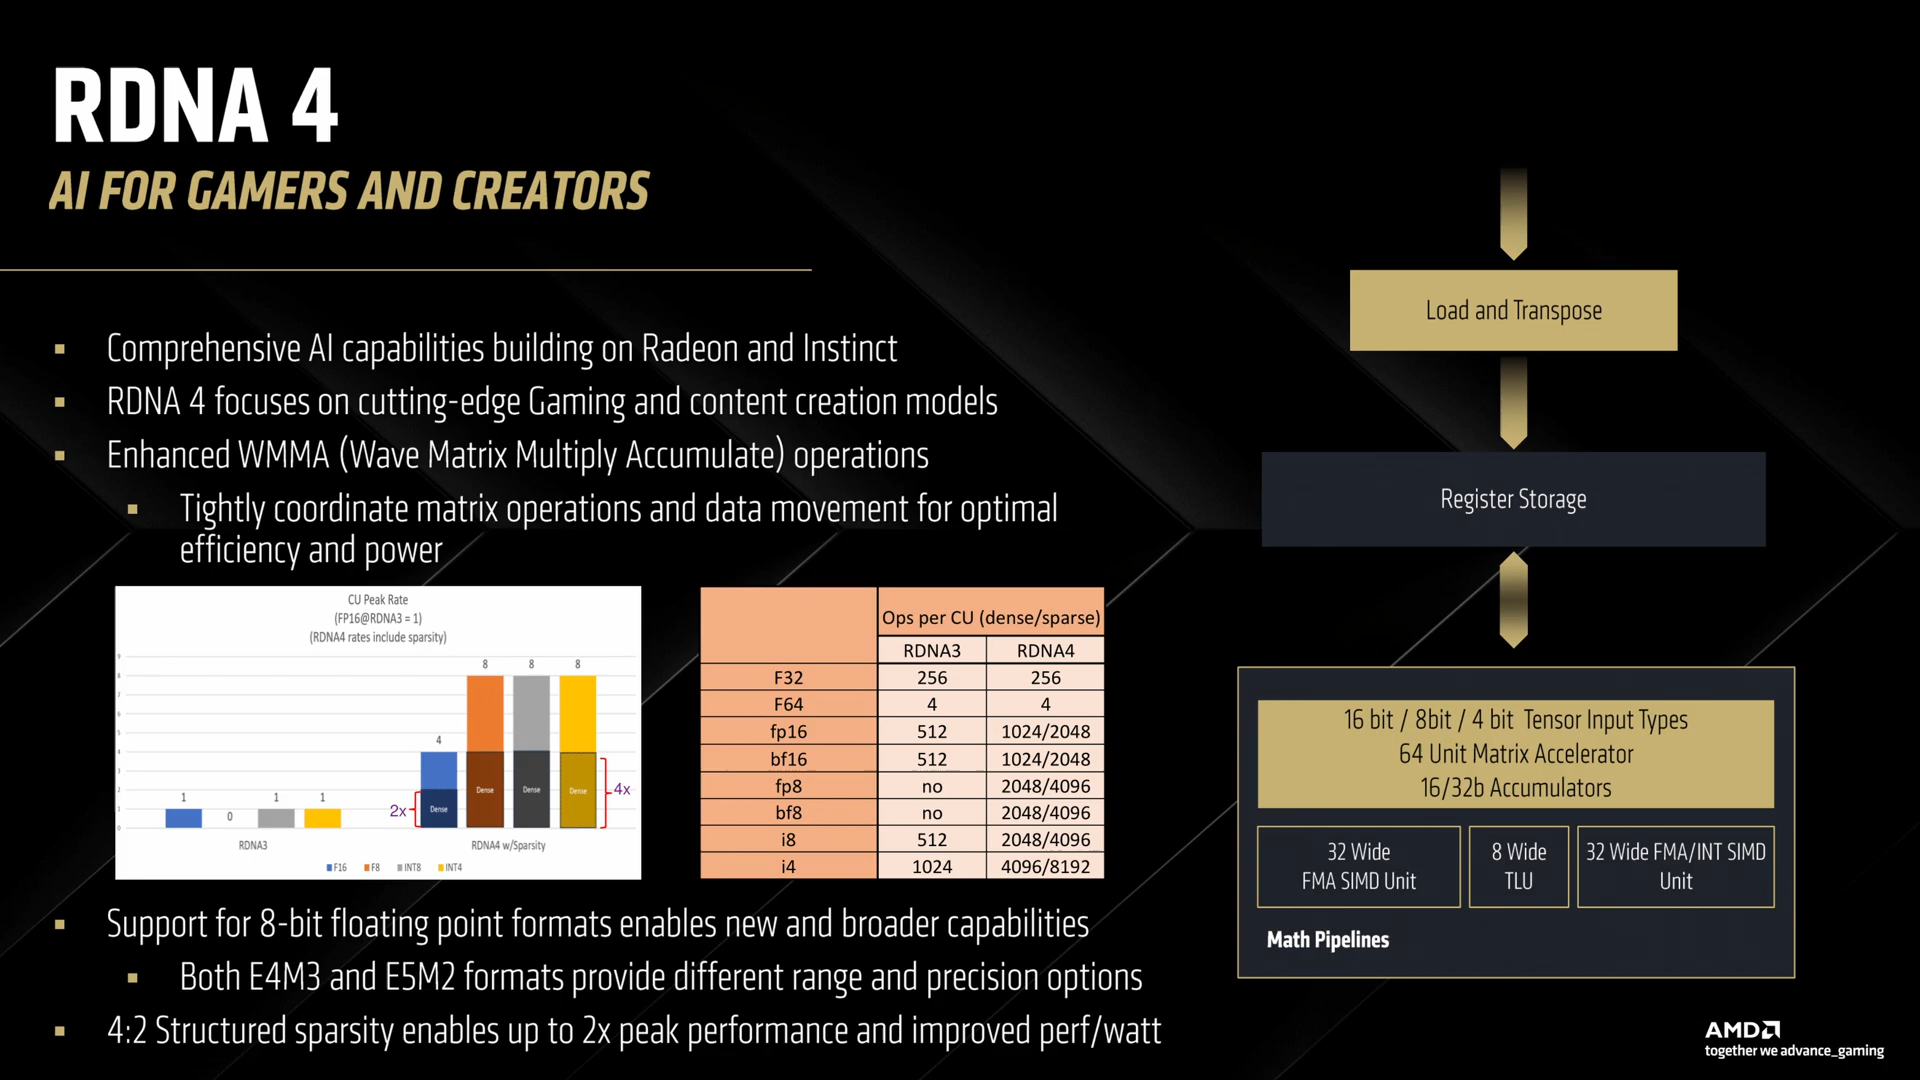 RDNA 4
AI FOR GAMERS AND CREATORS
Comprehensive AI capabilities building on Radeon and Instinct
RDNA 4 focuses on cutting-edge Gaming and content creation models
Enhanced WMMA (Wave Matrix Multiply Accumulate) operations
Tightly coordinate matrix operations and data movement for optimal
efficiency and power
CU Peak Rate
(FP16@RDNA3 = 1)
(RDNA4 rates include sparsity)
9
8
7
6
5
4
3
2
1
0
1 0 1 1
4 8 8 8
Dense Dense Dense Dense
2x 4x
RDNA3 RDNA4 w/Sparsity
F16 F8 INT8 INT4
Ops per CU (dense/sparse)
RDNA3 RDNA4
F32 256 256
F64 4 4
fp16 512 1024/2048
bf16 512 1024/2048
fp8 no 2048/4096
bf8 no 2048/4096
i8 512 2048/4096
i4 1024 4096/8192
Support for 8-bit floating point formats enables new and broader capabilities
Both E4M3 and E5M2 formats provide different range and precision options
4:2 Structured sparsity enables up to 2x peak performance and improved perf/watt
Load and Transpose
Register Storage
16 bit / 8bit / 4 bit Tensor Input Types
64 Unit Matrix Accelerator
16/32b Accumulators
32 Wide
FMA SIMD Unit
8 Wide
TLU
32 Wide FMA/INT SIMD
Unit
Math Pipelines
AMD
together we advance_gaming